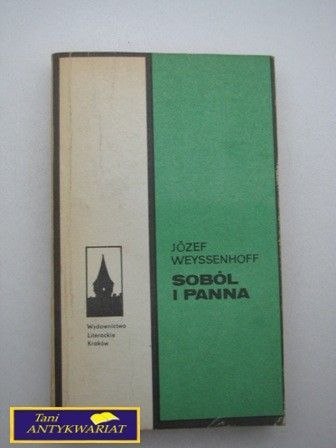 JÓZEF
WEYSSENHOFF
SOBÓL
I PANNA
Wydawnictwo
Literackie
Kraków
Tani
ANTYKWARIAT